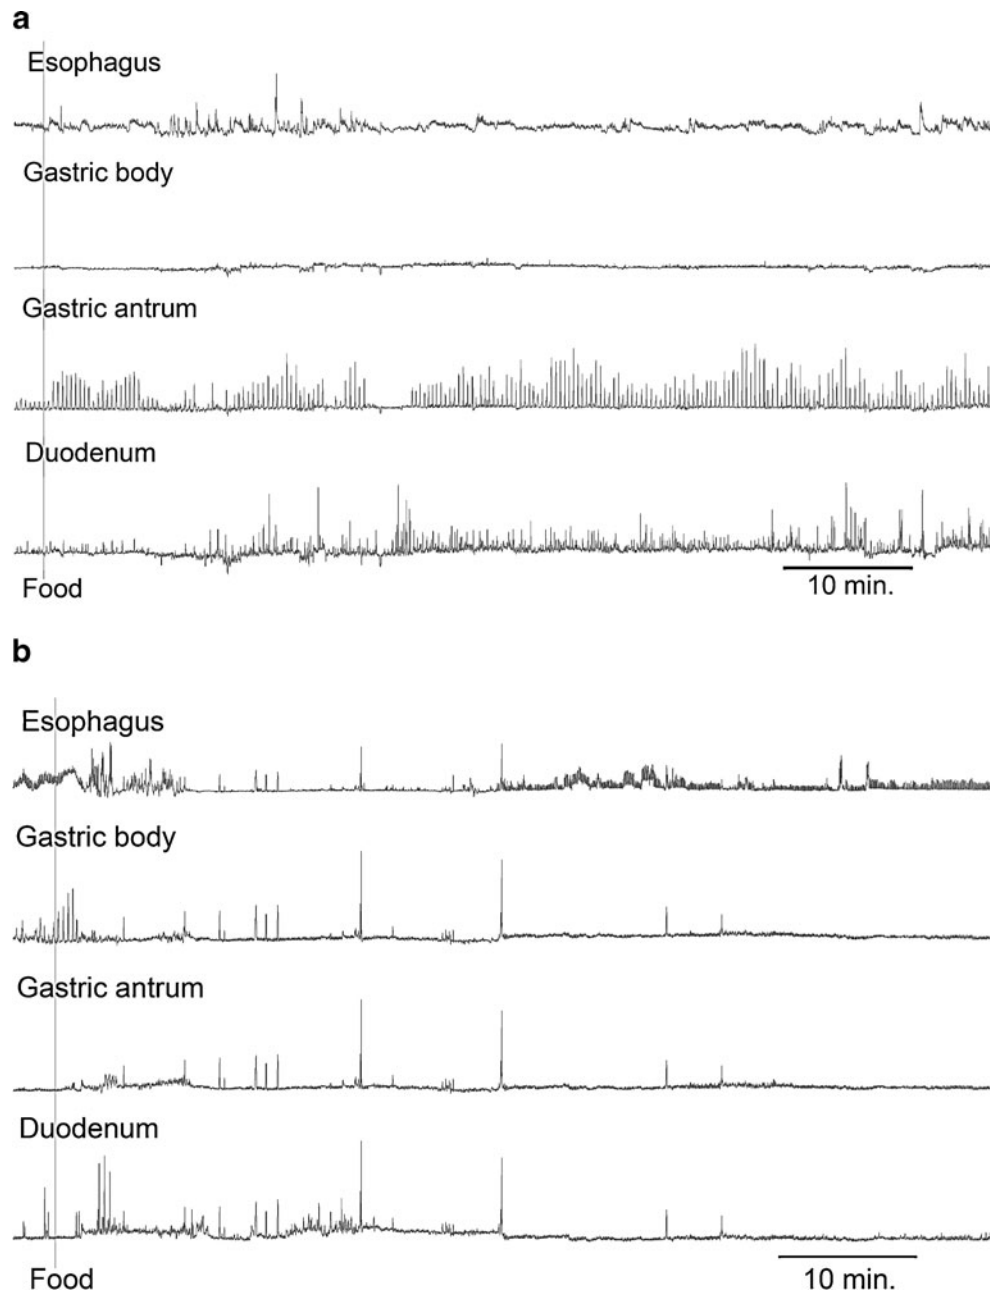 a
Esophagus
Gastric body
Gastric antrum
Duodenum
Food
10 min.
b
Esophagus
Gastric body
Gastric antrum
Duodenum
Food
10 min.